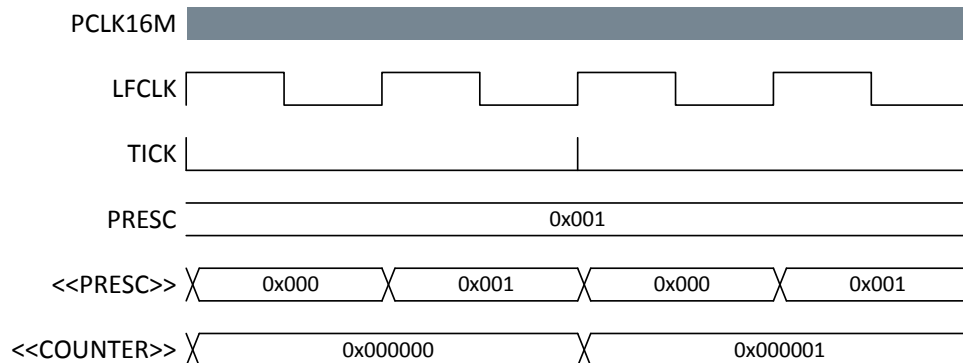 PCLK16M
LFCLK
TICK
PRESC 0x001
<<PRESC>> 0x000 0x001 0x000 0x001
<<COUNTER>> 0x000000 0x000001